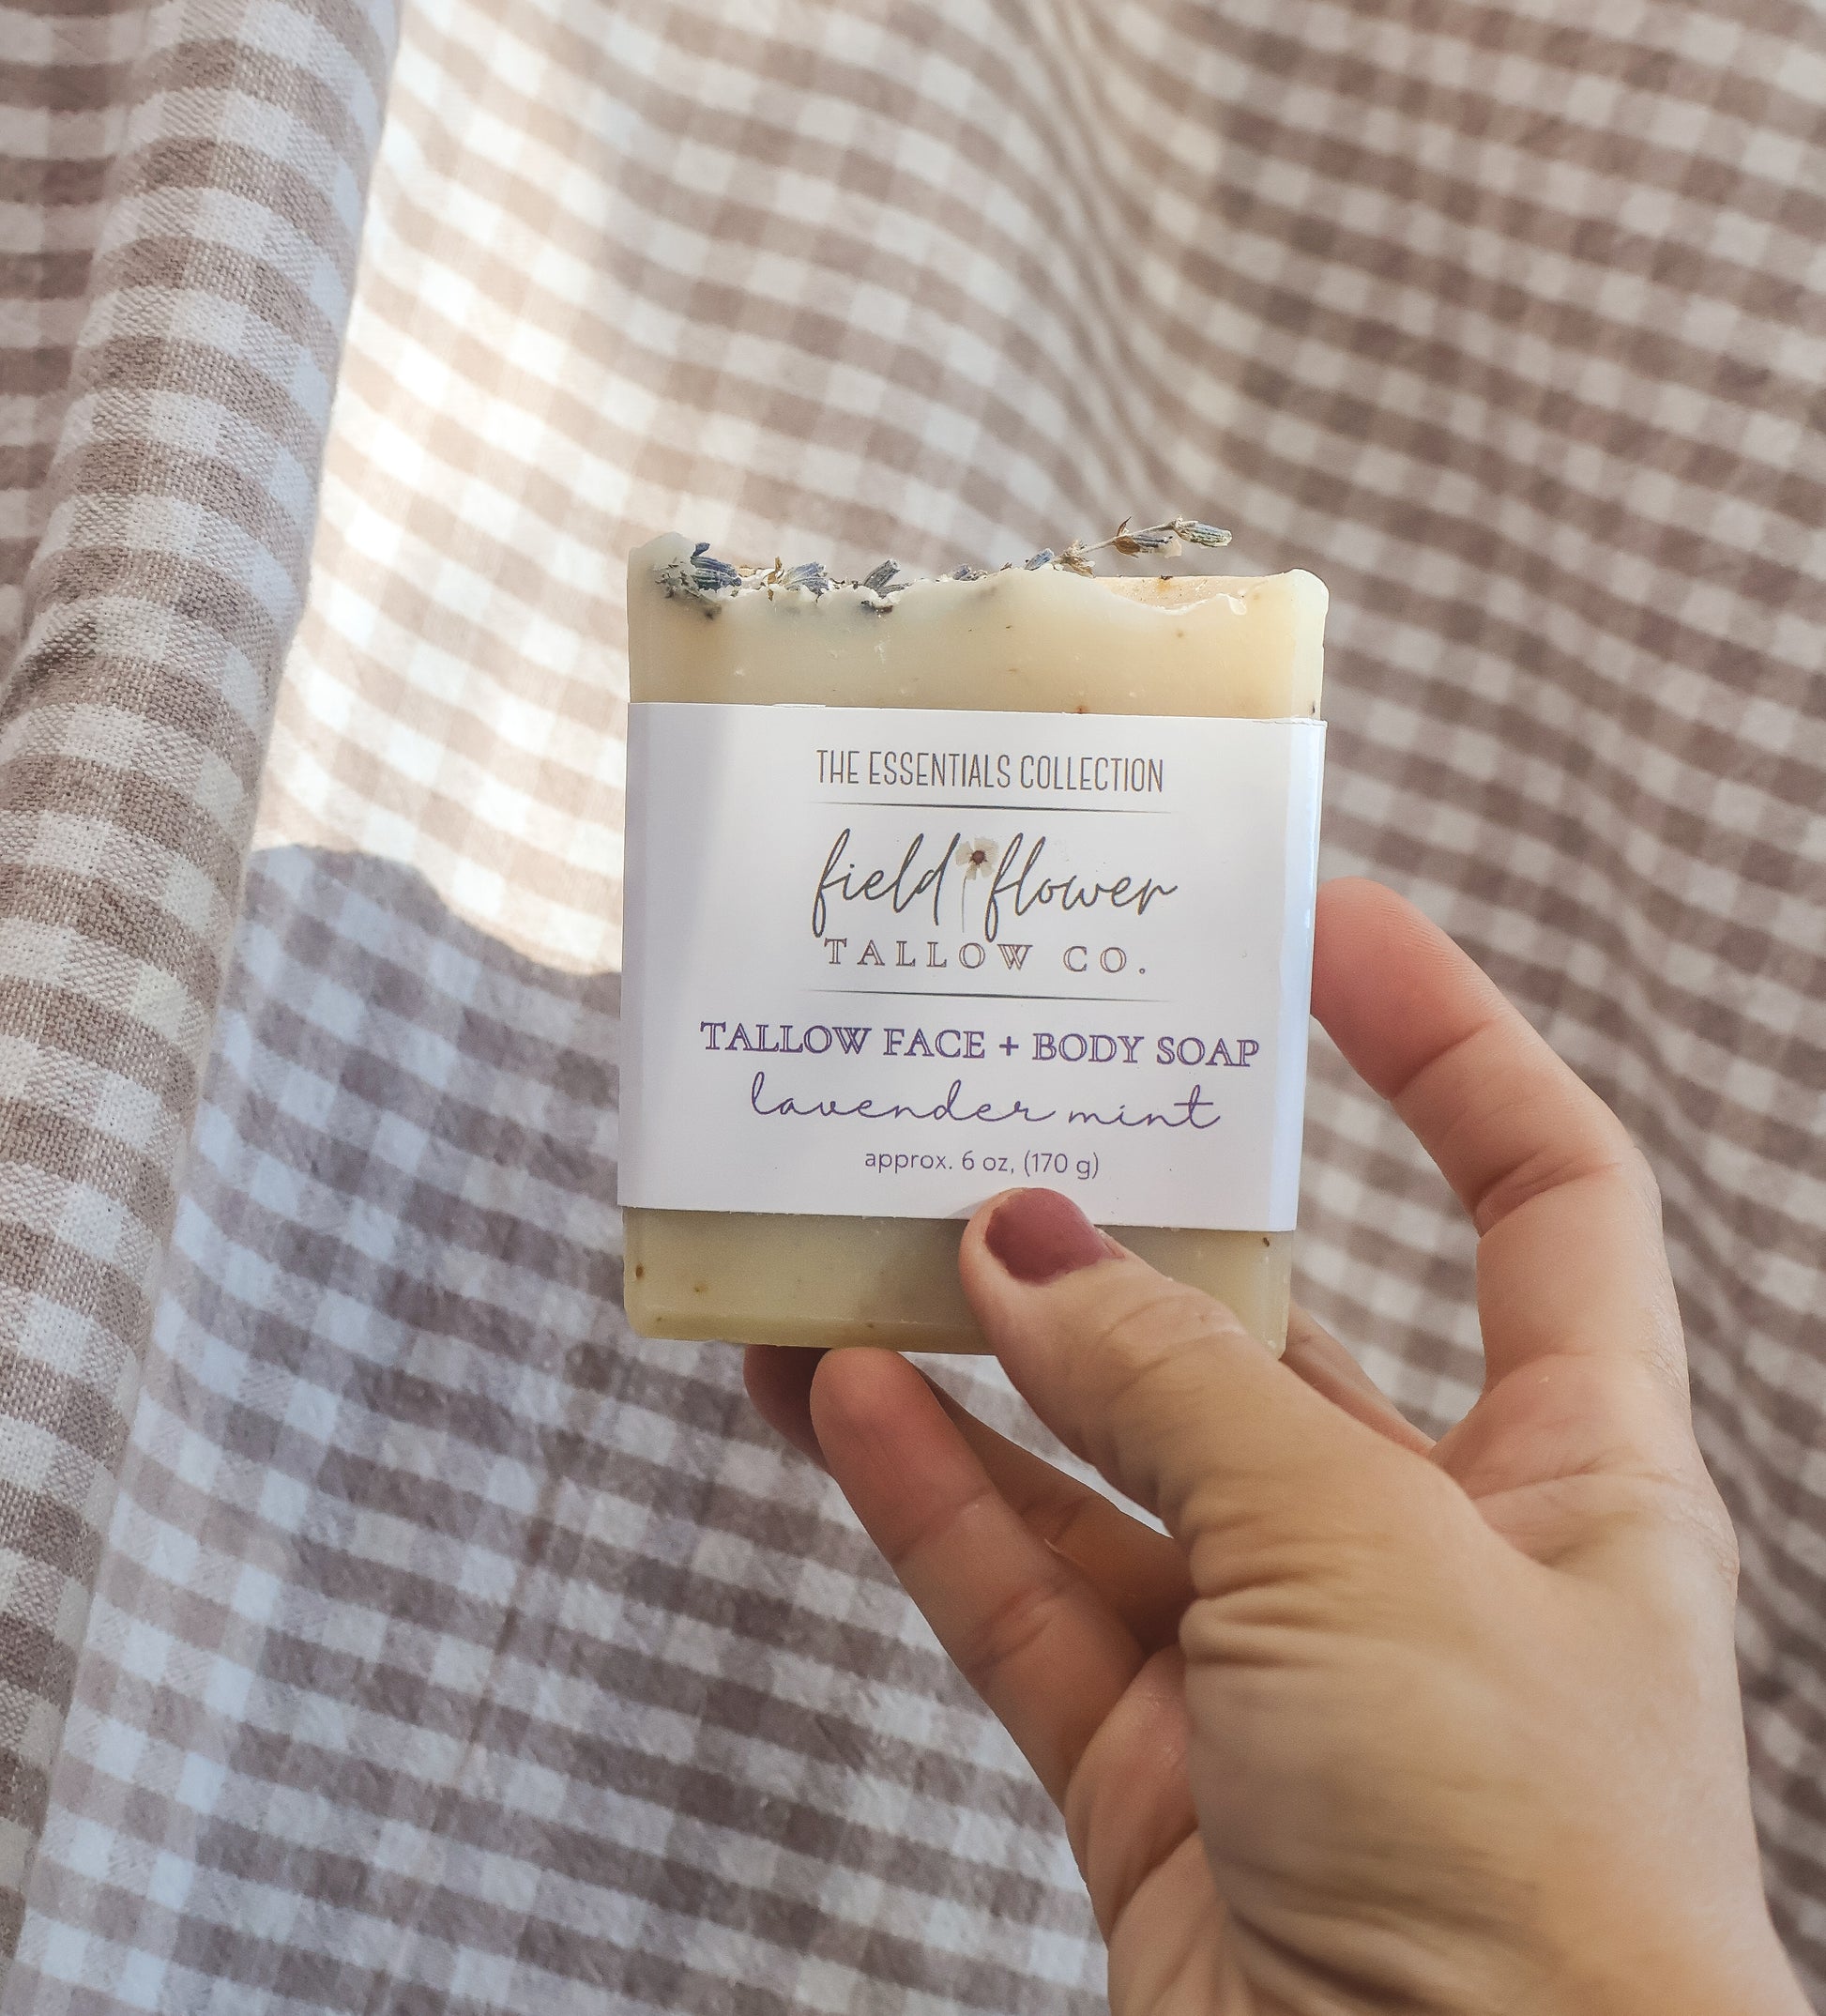 THE ESSENTIALS COLLECTION
field flower
TALLOW CO.
TALLOW FACE + BODY SOAP
lavender mint
approx. 6 oz, (170 g)